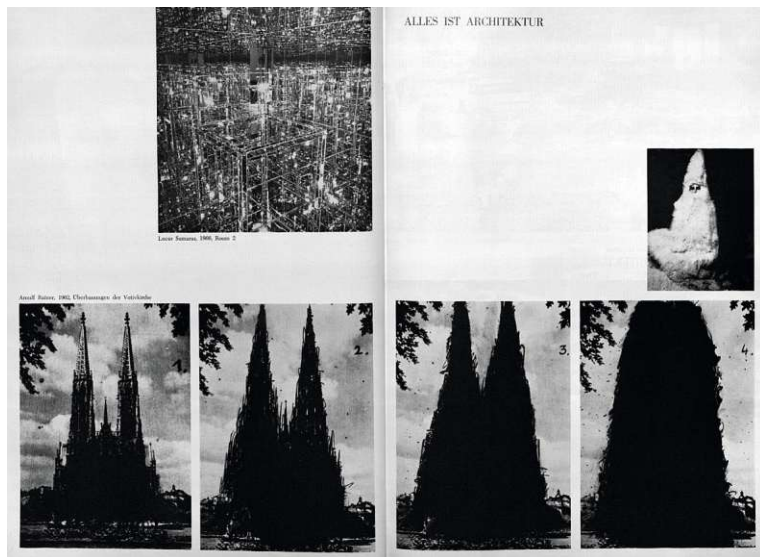 ALLES IST ARCHITEKTUR
Lucas Samaras, 1966, Room 2
Arnulf Rainer, 1962, Überbauungen der Votivkirche
1.
2.
3.
4.